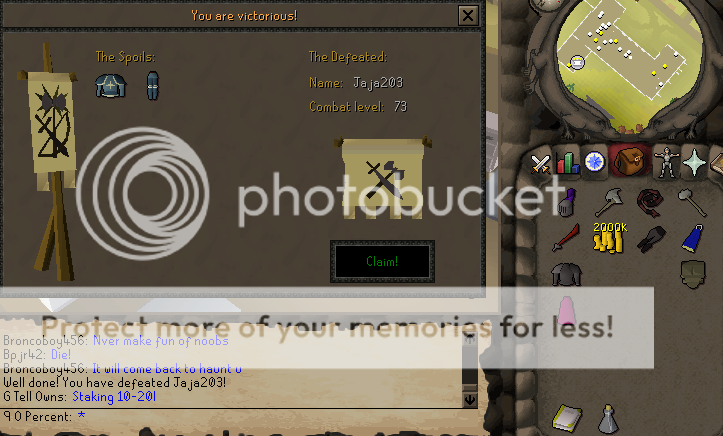 You are victorious!
The Spoils:
The Defeated:
Name: Jaja203
Combat level: 73
2000k
photobucket
Claim!
Protect more of your memories for less!
Broncoboy456: Nver make fun of noobs
Bpjr42: Die!
Broncoboy456: It will come back to haunt u
Well done! You have defeated Jaja203!
G Tell Owns: Staking 10-20!
9 0 Percent: *